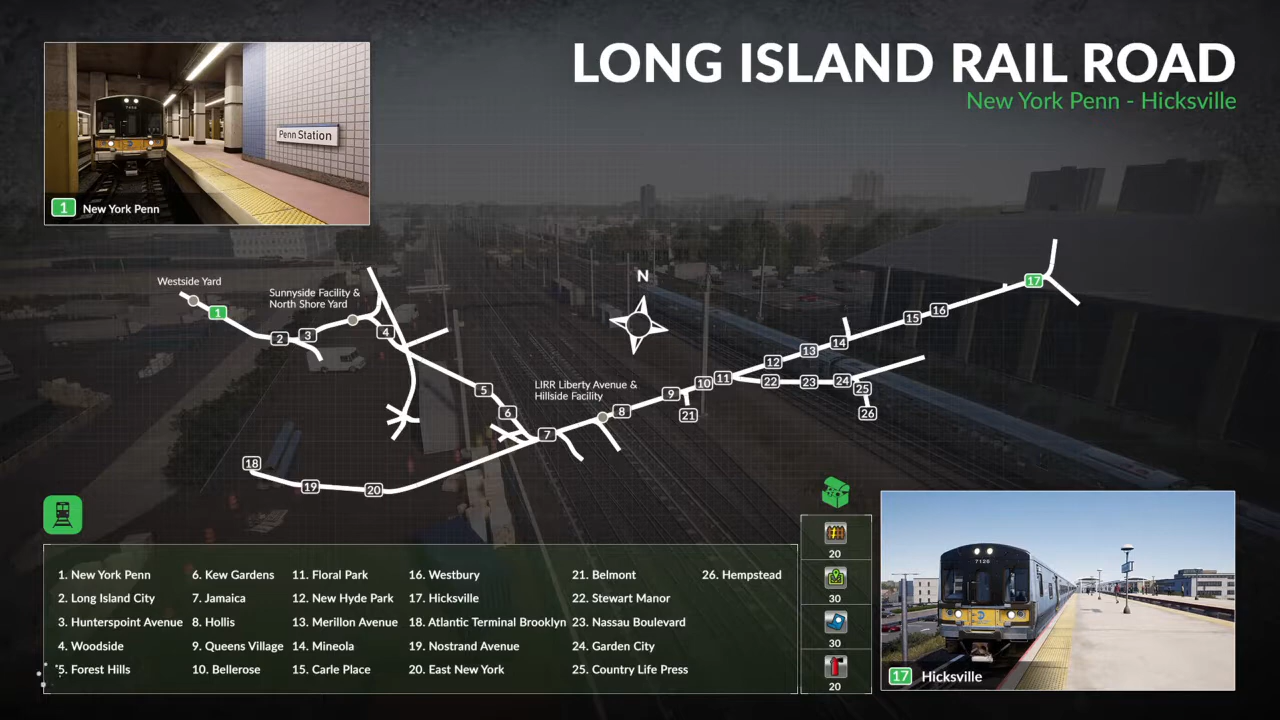 LONG ISLAND RAIL ROAD
New York Penn - Hicksville
7108
Penn Station
1 New York Penn
N
Westside Yard
Sunnyside Facility &
North Shore Yard
LIRR Liberty Avenue &
Hillside Facility
1
2
3
4
5
6
7
8
9
10
11
12
13
14
15
16
17
18
19
20
21
22
23
24
25
26
1. New York Penn
2. Long Island City
3. Hunterspoint Avenue
4. Woodside
5. Forest Hills
6. Kew Gardens
7. Jamaica
8. Hollis
9. Queens Village
10. Bellerose
11. Floral Park
12. New Hyde Park
13. Merillon Avenue
14. Mineola
15. Carle Place
16. Westbury
17. Hicksville
18. Atlantic Terminal Brooklyn
19. Nostrand Avenue
20. East New York
21. Belmont
22. Stewart Manor
23. Nassau Boulevard
24. Garden City
25. Country Life Press
26. Hempstead
20
30
30
20
7126
17 Hicksville